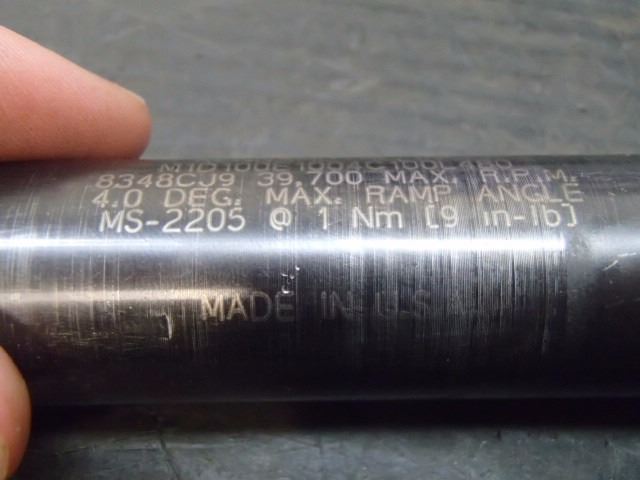 8348CJ9 39,700 MAX. R.P.M.
4.0 DEG. MAX. RAMP ANGLE
MS-2205 @ 1 Nm [9 in-lb]
MADE IN U.S.A.